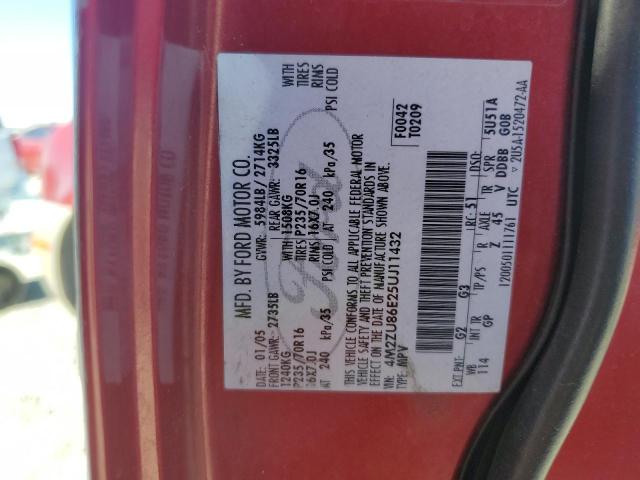 MFD. BY FORD MOTOR CO.
DATE: 01/05 GVWR: 5984LB/ 2714KG
FRONT GAWR: 2735LB REAR GAWR: 3325LB
1240KG WITH 1508KG WITH
P235/70R16 TIRES P235/70R16 TIRES
16X7.0J RIMS 16X7.0J RIMS
AT 240 kPa/35 PSI COLD AT 240 kPa/35 PSI COLD
THIS VEHICLE CONFORMS TO ALL APPLICABLE FEDERAL MOTOR
VEHICLE SAFETY AND THEFT PREVENTION STANDARDS IN
EFFECT ON THE DATE OF MANUFACTURE SHOWN ABOVE.
VIN: 4M2ZU86E25UJ11432 F0042
TYPE: MPV T0209
EXT PNT: G2 G3 RC: 51 DSO:
WB INT TR TP/PS R AXLE TR SPR 5U51A
114 GP Z 45 V DDBB G0B
UTC